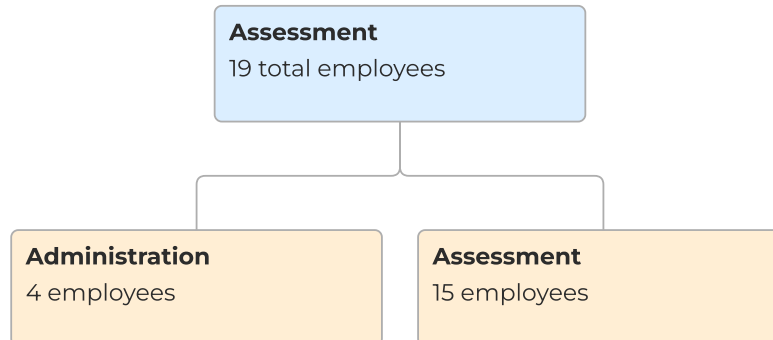 Assessment
19 total employees
Administration
4 employees
Assessment
15 employees